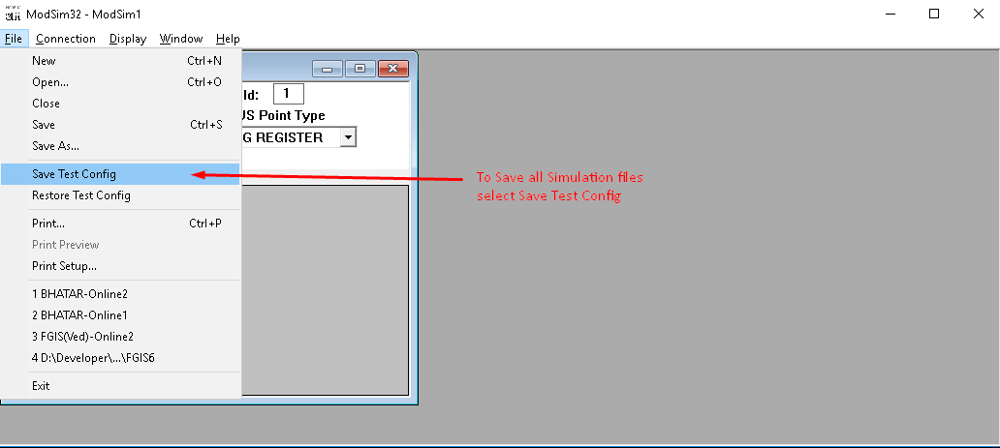 ModSim32 - ModSim1
File Connection Display Window Help
New Ctrl+N
Open... Ctrl+O
Close
Save Ctrl+S
Save As...
Save Test Config
Restore Test Config
Print... Ctrl+P
Print Preview
Print Setup...
1 BHATAR-Online2
2 BHATAR-Online1
3 FGIS(Ved)-Online2
4 D:\Developer\...\FGIS6
Exit
Id: 1
US Point Type
G REGISTER
To Save all Simulation files
select Save Test Config